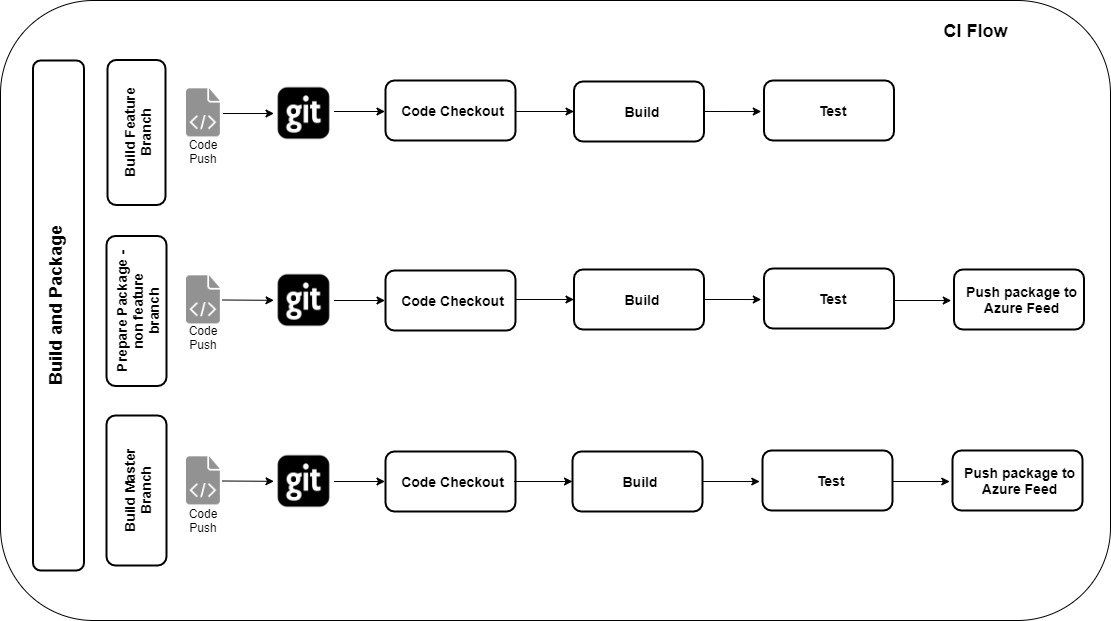 CI Flow
Build and Package
Build Feature
Branch
</>
Code
Push
git
Code Checkout
Build
Test
Prepare Package -
non feature
branch
</>
Code
Push
git
Code Checkout
Build
Test
Push package to
Azure Feed
Build Master
Branch
</>
Code
Push
git
Code Checkout
Build
Test
Push package to
Azure Feed